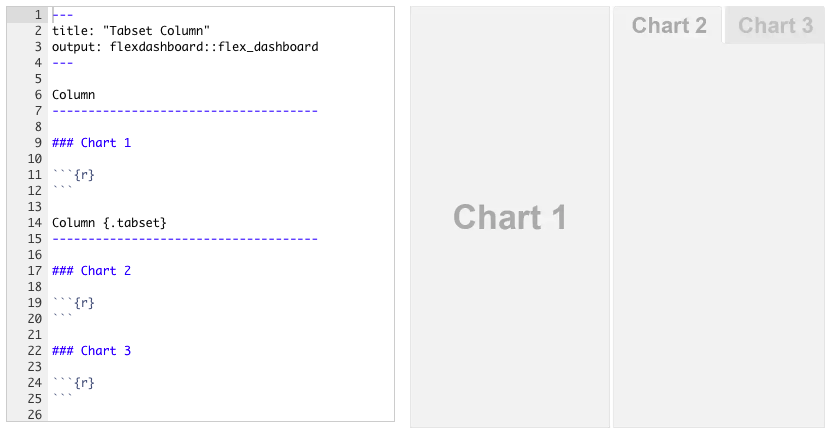 1 ---
2 title: "Tabset Column"
3 output: flexdashboard::flex_dashboard
4 ---
5
6 Column
7 -------------------------------------
8
9 ### Chart 1
10
11 ```{r}
12 ```
13
14 Column {.tabset}
15 -------------------------------------
16
17 ### Chart 2
18
19 ```{r}
20 ```
21
22 ### Chart 3
23
24 ```{r}
25 ```
26
Chart 1
Chart 2 Chart 3